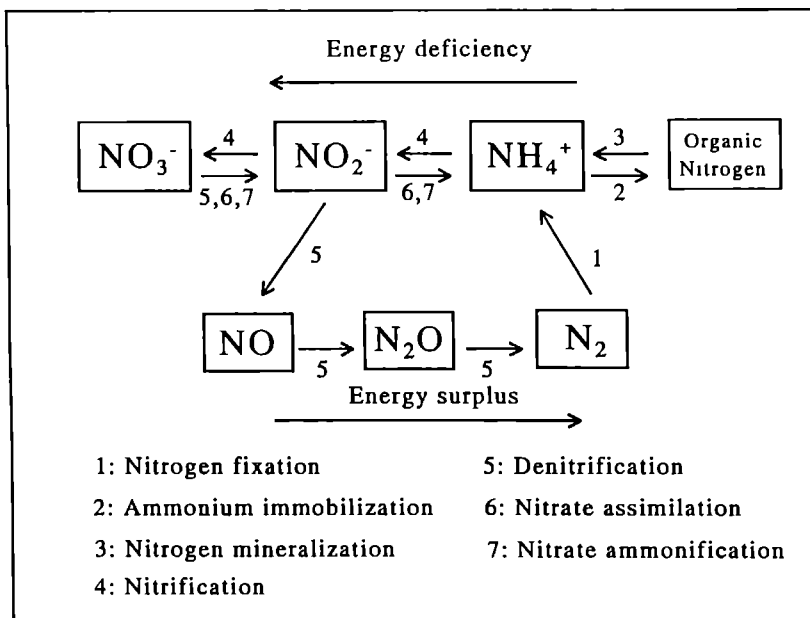 Energy deficiency
NO₃⁻ 4 NO₂⁻ 4 NH₄⁺ 3 Organic
Nitrogen
5,6,7 6,7 2
5 1
NO N₂O N₂
5 5
Energy surplus
1: Nitrogen fixation 5: Denitrification
2: Ammonium immobilization 6: Nitrate assimilation
3: Nitrogen mineralization 7: Nitrate ammonification
4: Nitrification